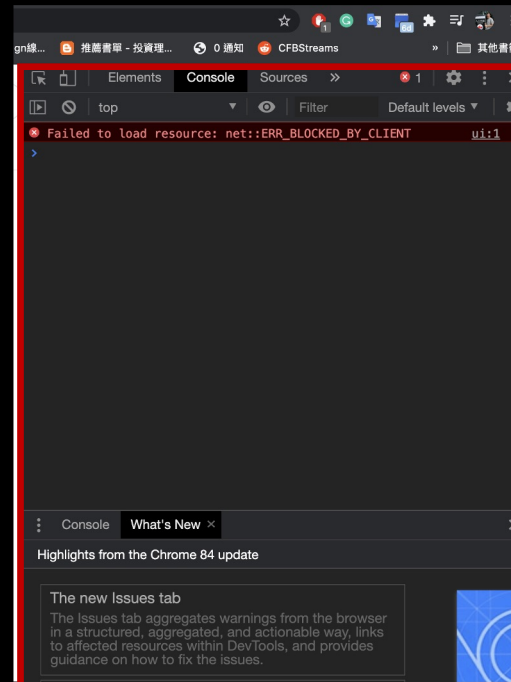 1
6d
gn線...
推薦書單 - 投資理...
0 通知
CFBStreams
»
其他書
Elements
Console
Sources
»
1
top
Filter
Default levels
Failed to load resource: net::ERR_BLOCKED_BY_CLIENT
ui:1
>
Console
What's New ×
Highlights from the Chrome 84 update
The new Issues tab
The Issues tab aggregates warnings from the browser
in a structured, aggregated, and actionable way, links
to affected resources within DevTools, and provides
guidance on how to fix the issues.